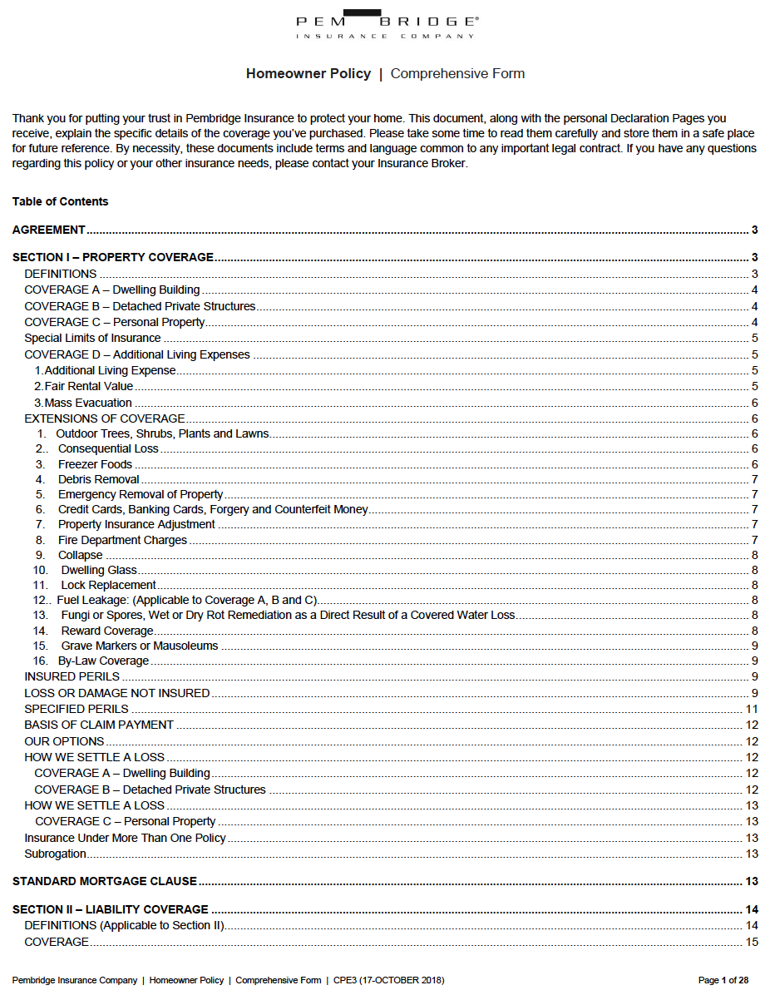 PEMBRIDGE®
INSURANCE COMPANY
Homeowner Policy | Comprehensive Form
Thank you for putting your trust in Pembridge Insurance to protect your home. This document, along with the personal Declaration Pages you
receive, explain the specific details of the coverage you've purchased. Please take some time to read them carefully and store them in a safe place
for future reference. By necessity, these documents include terms and language common to any important legal contract. If you have any questions
regarding this policy or your other insurance needs, please contact your Insurance Broker.
Table of Contents
AGREEMENT 3
SECTION I – PROPERTY COVERAGE 3
DEFINITIONS 3
COVERAGE A – Dwelling Building 4
COVERAGE B – Detached Private Structures 4
COVERAGE C – Personal Property 4
Special Limits of Insurance 5
COVERAGE D – Additional Living Expenses 5
1.Additional Living Expense 5
2.Fair Rental Value 5
3.Mass Evacuation 6
EXTENSIONS OF COVERAGE 6
1. Outdoor Trees, Shrubs, Plants and Lawns 6
2.. Consequential Loss 6
3. Freezer Foods 6
4. Debris Removal 7
5. Emergency Removal of Property 7
6. Credit Cards, Banking Cards, Forgery and Counterfeit Money 7
7. Property Insurance Adjustment 7
8. Fire Department Charges 7
9. Collapse 8
10. Dwelling Glass 8
11. Lock Replacement 8
12.. Fuel Leakage: (Applicable to Coverage A, B and C) 8
13. Fungi or Spores, Wet or Dry Rot Remediation as a Direct Result of a Covered Water Loss 8
14. Reward Coverage 8
15. Grave Markers or Mausoleums 9
16. By-Law Coverage 9
INSURED PERILS 9
LOSS OR DAMAGE NOT INSURED 9
SPECIFIED PERILS 11
BASIS OF CLAIM PAYMENT 12
OUR OPTIONS 12
HOW WE SETTLE A LOSS 12
COVERAGE A – Dwelling Building 12
COVERAGE B – Detached Private Structures 12
HOW WE SETTLE A LOSS 13
COVERAGE C – Personal Property 13
Insurance Under More Than One Policy 13
Subrogation 13
STANDARD MORTGAGE CLAUSE 13
SECTION II – LIABILITY COVERAGE 14
DEFINITIONS (Applicable to Section II) 14
COVERAGE 15
Pembridge Insurance Company | Homeowner Policy | Comprehensive Form | CPE3 (17-OCTOBER 2018) Page 1 of 28